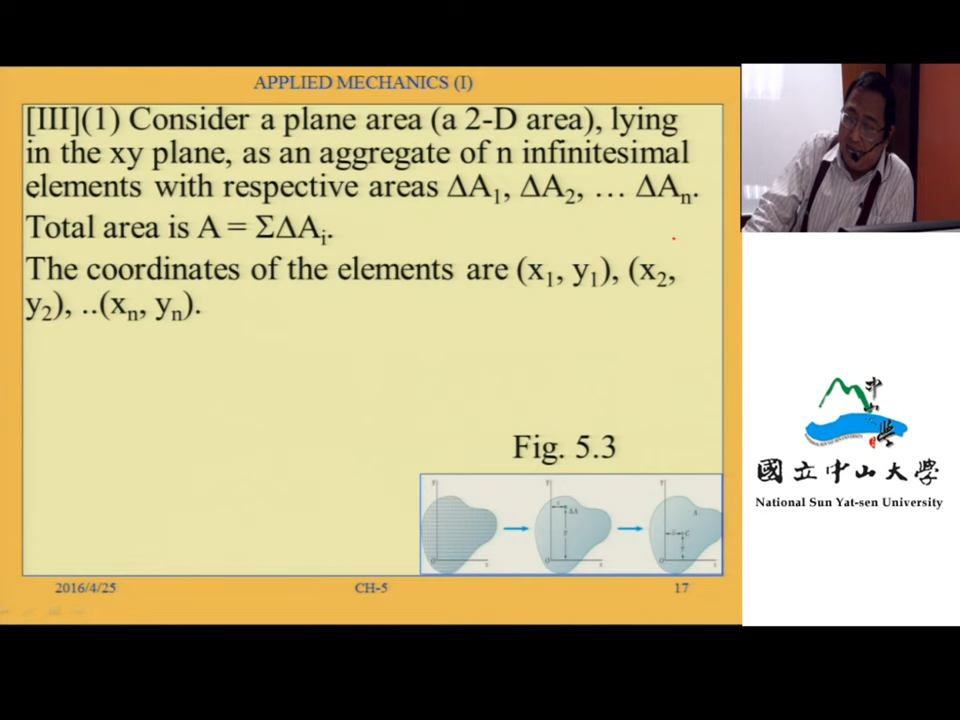 APPLIED MECHANICS (I)
[III](1) Consider a plane area (a 2-D area), lying
in the xy plane, as an aggregate of n infinitesimal
elements with respective areas ΔA₁, ΔA₂, … ΔAₙ.
Total area is A = ΣΔAᵢ.
The coordinates of the elements are (x₁, y₁), (x₂,
y₂), ..(xₙ, yₙ).
Fig. 5.3
2016/4/25
CH-5
17
國立中山大學
National Sun Yat-sen University